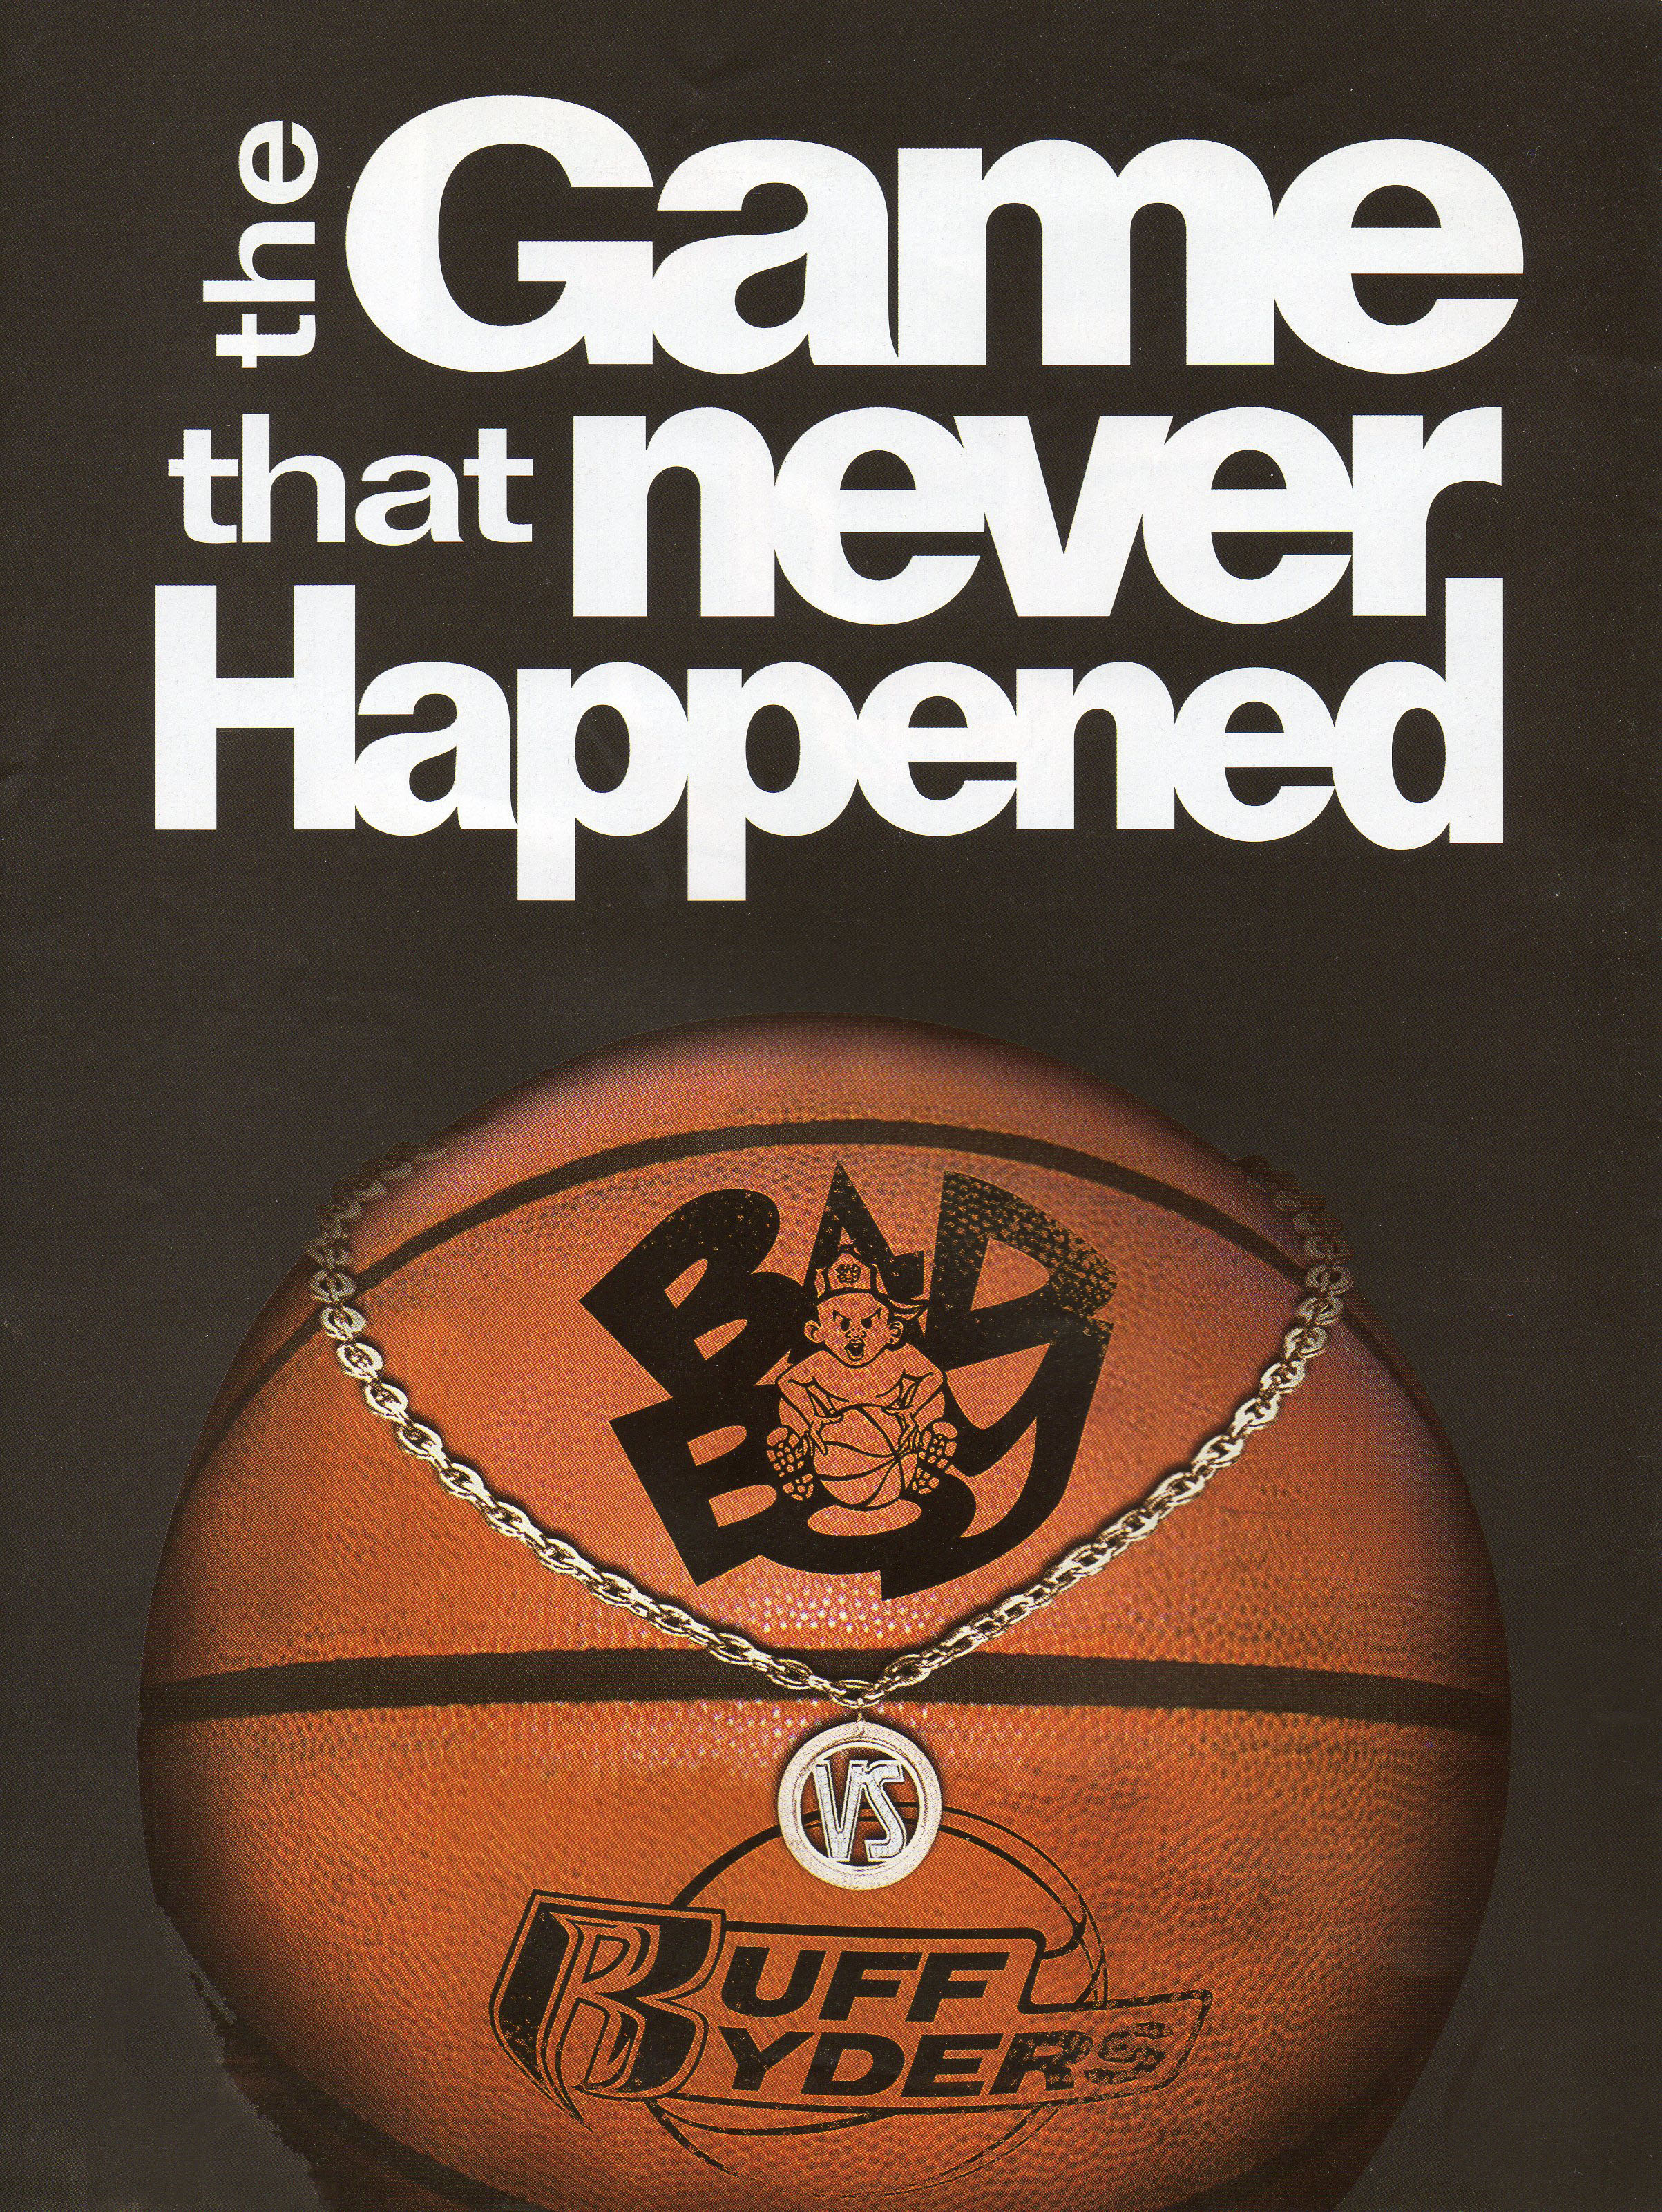 the Game
that never
Happened
BAD
BOY
VS
RUFF
RYDERS